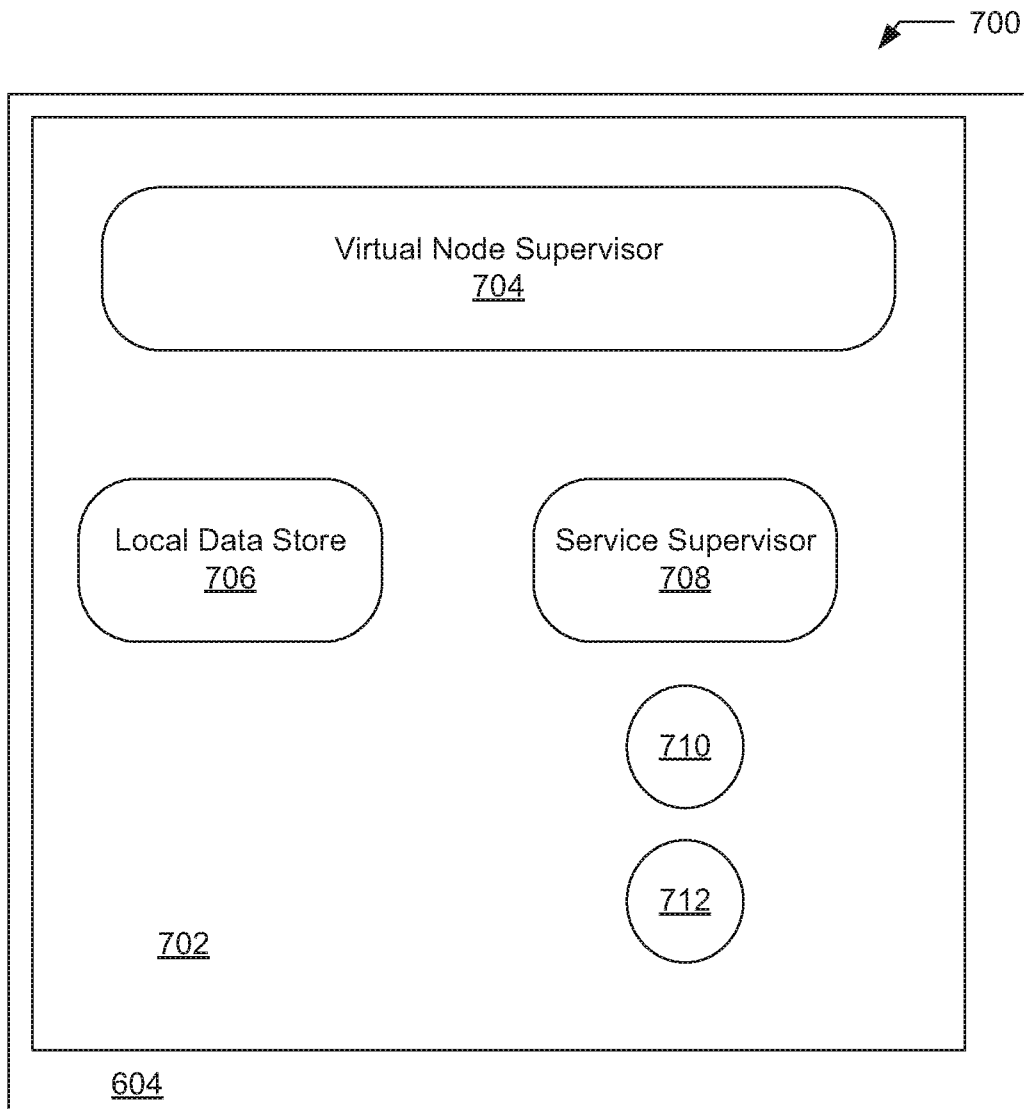 700
Virtual Node Supervisor
704
Local Data Store
706
Service Supervisor
708
710
712
702
604